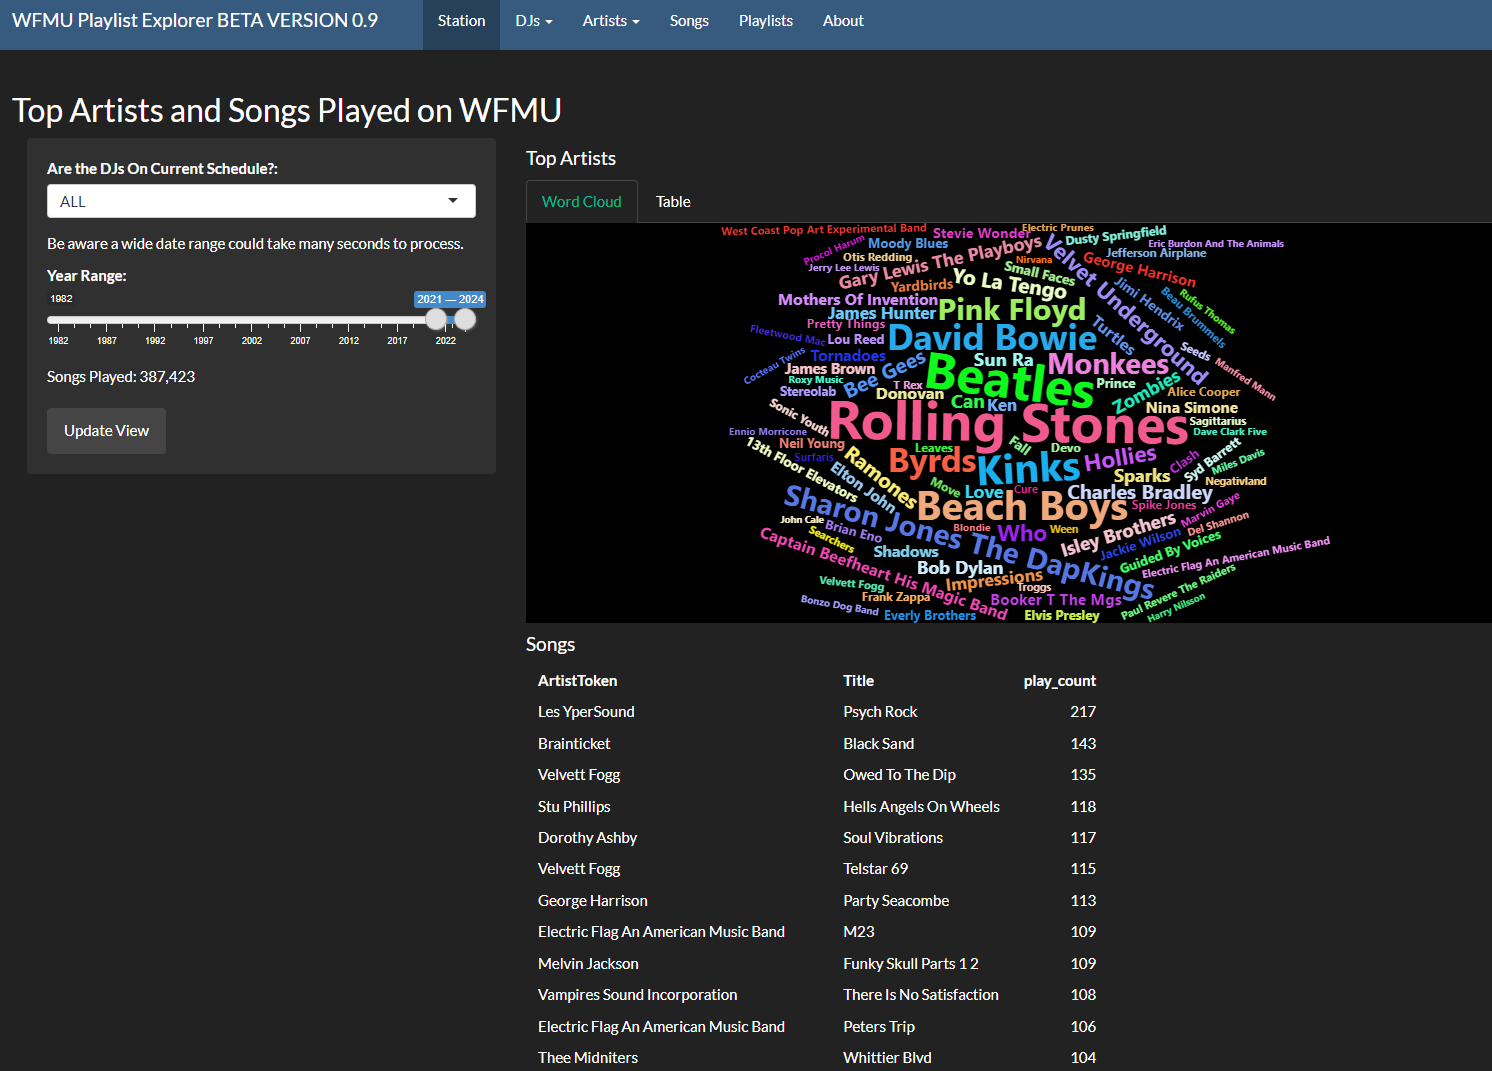 WFMU Playlist Explorer BETA VERSION 0.9 Station DJs Artists Songs Playlists About
Top Artists and Songs Played on WFMU
Are the DJs On Current Schedule?:
ALL
Be aware a wide date range could take many seconds to process.
Year Range:
1982
2021 — 2024
1982 1987 1992 1997 2002 2007 2012 2017 2022
Songs Played: 387,423
Update View
Top Artists
Word Cloud Table
West Coast Pop Art Experimental Band
Stevie Wonder
Electric Prunes
Dusty Springfield
Eric Burdon And The Animals
Procol Harum
Moody Blues
Otis Redding
Jerry Lee Lewis
Gary Lewis The Playboys
Nirvana
Small Faces
Velvet Underground
Jefferson Airplane
George Harrison
Yardbirds
Yo La Tengo
Jimi Hendrix
Beau Brummels
Rufus Thomas
Mothers Of Invention
James Hunter
Pink Floyd
Pretty Things
Fleetwood Mac
Lou Reed
David Bowie
Turtles
Seeds
Manfred Mann
Tornadoes
Cocteau Twins
James Brown
Bee Gees
Sun Ra
Monkees
Roxy Music
Stereolab
T Rex
Donovan
Beatles
Prince
Zombies
Alice Cooper
Can
Ken
Nina Simone
Sonic Youth
Rolling Stones
Sagittarius
Dave Clark Five
Ennio Morricone
Neil Young
Leaves
Fall
Devo
13th Floor Elevators
Surfaris
Ramones
Byrds
Kinks
Hollies
Clash
Syd Barrett
Miles Davis
Elton John
Move
Love
Cure
Sparks
Negativland
Charles Bradley
Sharon Jones The DapKings
Beach Boys
Spike Jones
Marvin Gaye
John Cale
Brian Eno
Blondie
Who
Ween
Isley Brothers
Jackie Wilson
Del Shannon
Searchers
Captain Beefheart His Magic Band
Shadows
Bob Dylan
Guided By Voices
Electric Flag An American Music Band
Velvett Fogg
Impressions
Troggs
Frank Zappa
Bonzo Dog Band
Booker T The Mgs
Paul Revere The Raiders
Everly Brothers
Elvis Presley
Harry Nilsson
Songs
ArtistToken Title play_count
Les YperSound Psych Rock 217
Brainticket Black Sand 143
Velvett Fogg Owed To The Dip 135
Stu Phillips Hells Angels On Wheels 118
Dorothy Ashby Soul Vibrations 117
Velvett Fogg Telstar 69 115
George Harrison Party Seacombe 113
Electric Flag An American Music Band M23 109
Melvin Jackson Funky Skull Parts 1 2 109
Vampires Sound Incorporation There Is No Satisfaction 108
Electric Flag An American Music Band Peters Trip 106
Thee Midniters Whittier Blvd 104